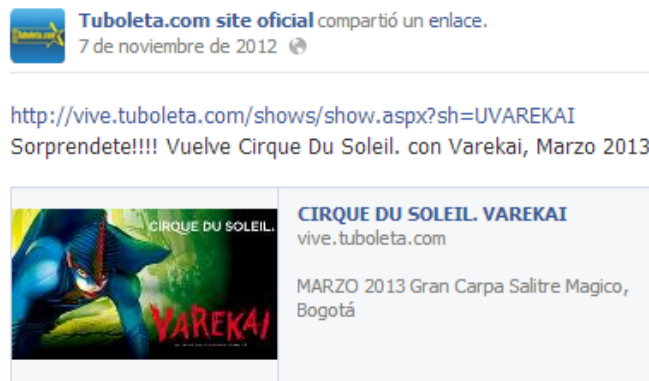 Tuboleta.com site oficial compartió un enlace.
7 de noviembre de 2012
http://vive.tuboleta.com/shows/show.aspx?sh=UVAREKAI
Sorprendete!!!! Vuelve Cirque Du Soleil. con Varekai, Marzo 2013
CIRQUE DU SOLEIL.
VAREKAI
CIRQUE DU SOLEIL. VAREKAI
vive.tuboleta.com
MARZO 2013 Gran Carpa Salitre Magico,
Bogotá